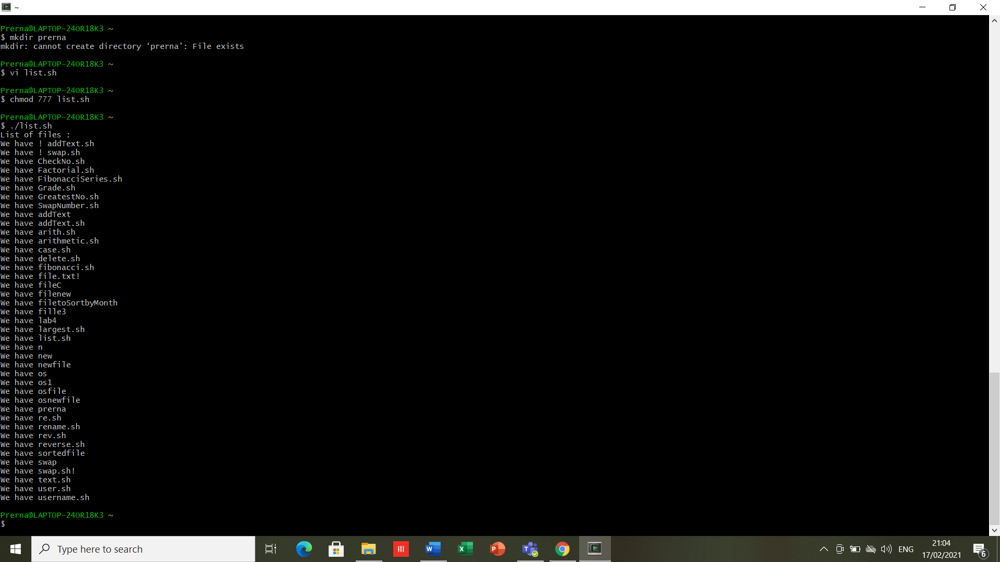 ~
Prerna@LAPTOP-24OR18K3 ~
$ mkdir prerna
mkdir: cannot create directory ‘prerna’: File exists
Prerna@LAPTOP-24OR18K3 ~
$ vi list.sh
Prerna@LAPTOP-24OR18K3 ~
$ chmod 777 list.sh
Prerna@LAPTOP-24OR18K3 ~
$ ./list.sh
List of files :
We have ! addText.sh
We have ! swap.sh
We have CheckNo.sh
We have Factorial.sh
We have FibonacciSeries.sh
We have Grade.sh
We have GreatestNo.sh
We have SwapNumber.sh
We have addText
We have addText.sh
We have arith.sh
We have arithmetic.sh
We have case.sh
We have delete.sh
We have fibonacci.sh
We have file.txt!
We have fileC
We have filenew
We have filetoSortbyMonth
We have fille3
We have lab4
We have largest.sh
We have list.sh
We have n
We have new
We have newfile
We have os
We have os1
We have osfile
We have osnewfile
We have prerna
We have re.sh
We have rename.sh
We have rev.sh
We have reverse.sh
We have sortedfile
We have swap
We have swap.sh!
We have text.sh
We have user.sh
We have username.sh
Prerna@LAPTOP-24OR18K3 ~
$
Type here to search
ENG
21:04
17/02/2021
6